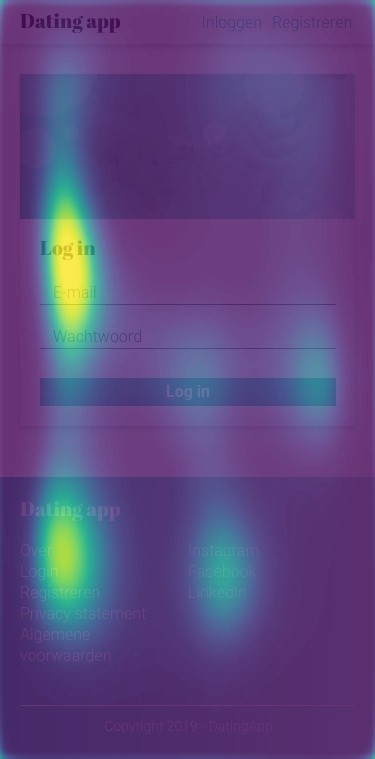 Dating app
Inloggen Registreren
Log in
E-mail
Wachtwoord
Log in
Dating app
Over
Login
Registreren
Privacy statement
Algemene
voorwaarden
Instagram
Facebook
LinkedIn
Copyright 2019 - DatingApp